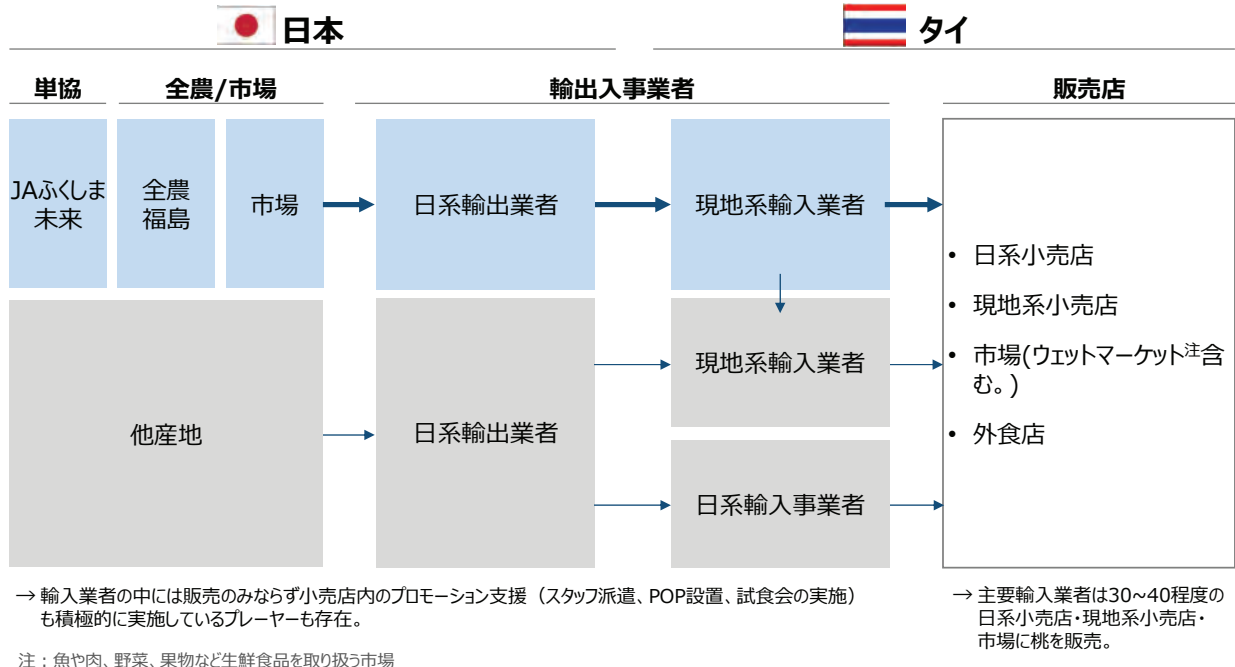 日本
タイ
単協
全農/市場
輸出入事業者
販売店
JAふくしま
未来
全農
福島
市場
日系輸出業者
現地系輸入業者
他産地
日系輸出業者
現地系輸入業者
日系輸入事業者
• 日系小売店
• 現地系小売店
• 市場(ウェットマーケット注含
む。)
• 外食店
→ 輸入業者の中には販売のみならず小売店内のプロモーション支援（スタッフ派遣、POP設置、試食会の実施）
も積極的に実施しているプレーヤーも存在。
→ 主要輸入業者は30~40程度の
日系小売店・現地系小売店・
市場に桃を販売。
注：魚や肉、野菜、果物など生鮮食品を取り扱う市場